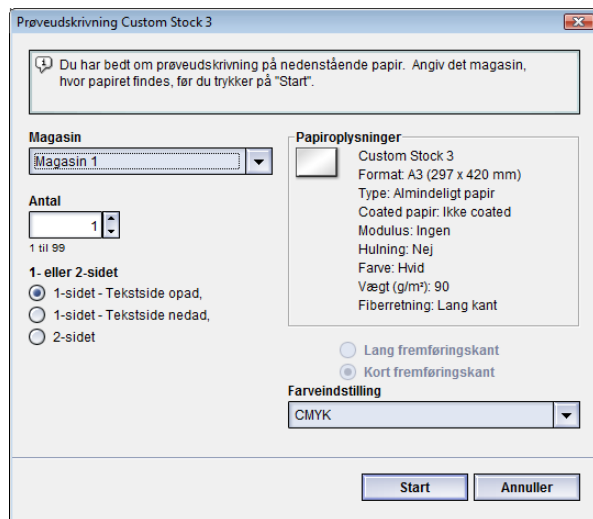 Prøveudskrivning Custom Stock 3
Du har bedt om prøveudskrivning på nedenstående papir. Angiv det magasin,
hvor papiret findes, før du trykker på "Start".
Magasin
Magasin 1
Antal
1
1 til 99
1- eller 2-sidet
1-sidet - Tekstside opad,
1-sidet - Tekstside nedad,
2-sidet
Papiroplysninger
Custom Stock 3
Format: A3 (297 x 420 mm)
Type: Almindeligt papir
Coated papir: Ikke coated
Modulus: Ingen
Hulning: Nej
Farve: Hvid
Vægt (g/m²): 90
Fiberretning: Lang kant
Lang fremføringskant
Kort fremføringskant
Farveindstilling
CMYK
Start
Annuller